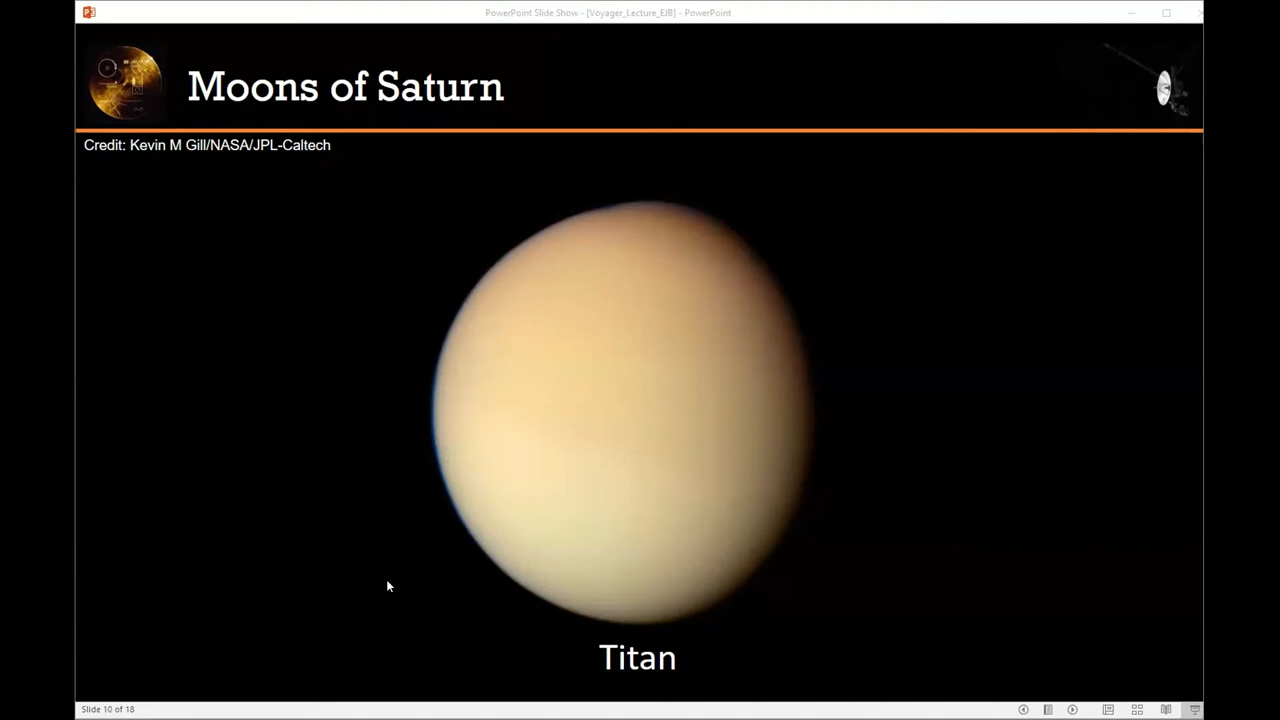 PowerPoint Slide Show - [Voyager_Lecture_EJB] - PowerPoint
Moons of Saturn
Credit: Kevin M Gill/NASA/JPL-Caltech
Titan
Slide 10 of 18